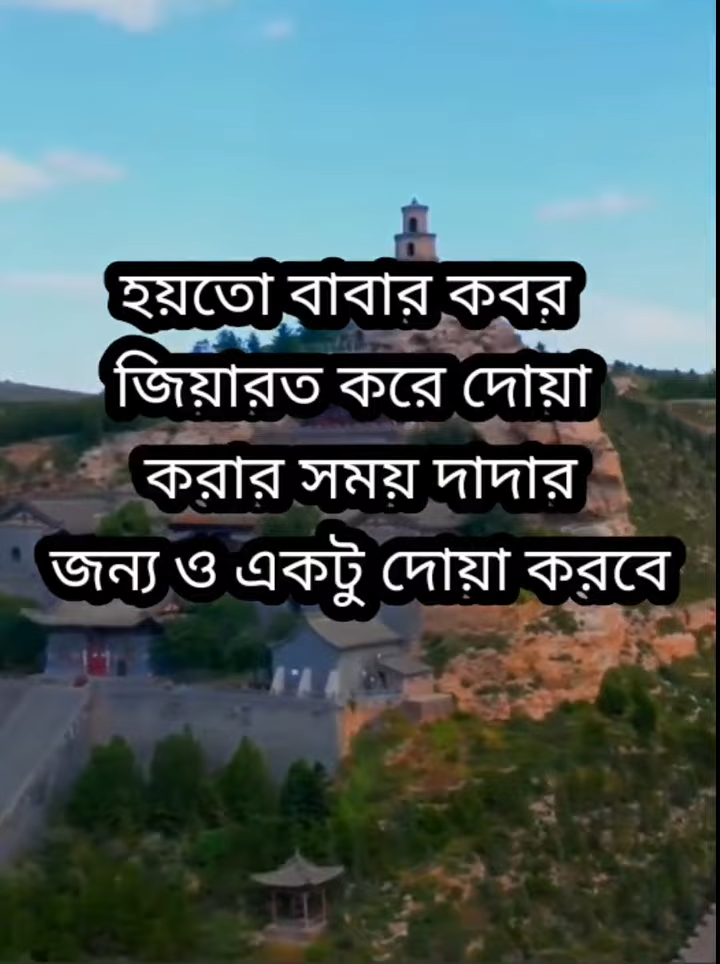 হয়তো বাবার কবর
জিয়ারত করে দোয়া
করার সময় দাদার
জন্য ও একটু দোয়া করবে